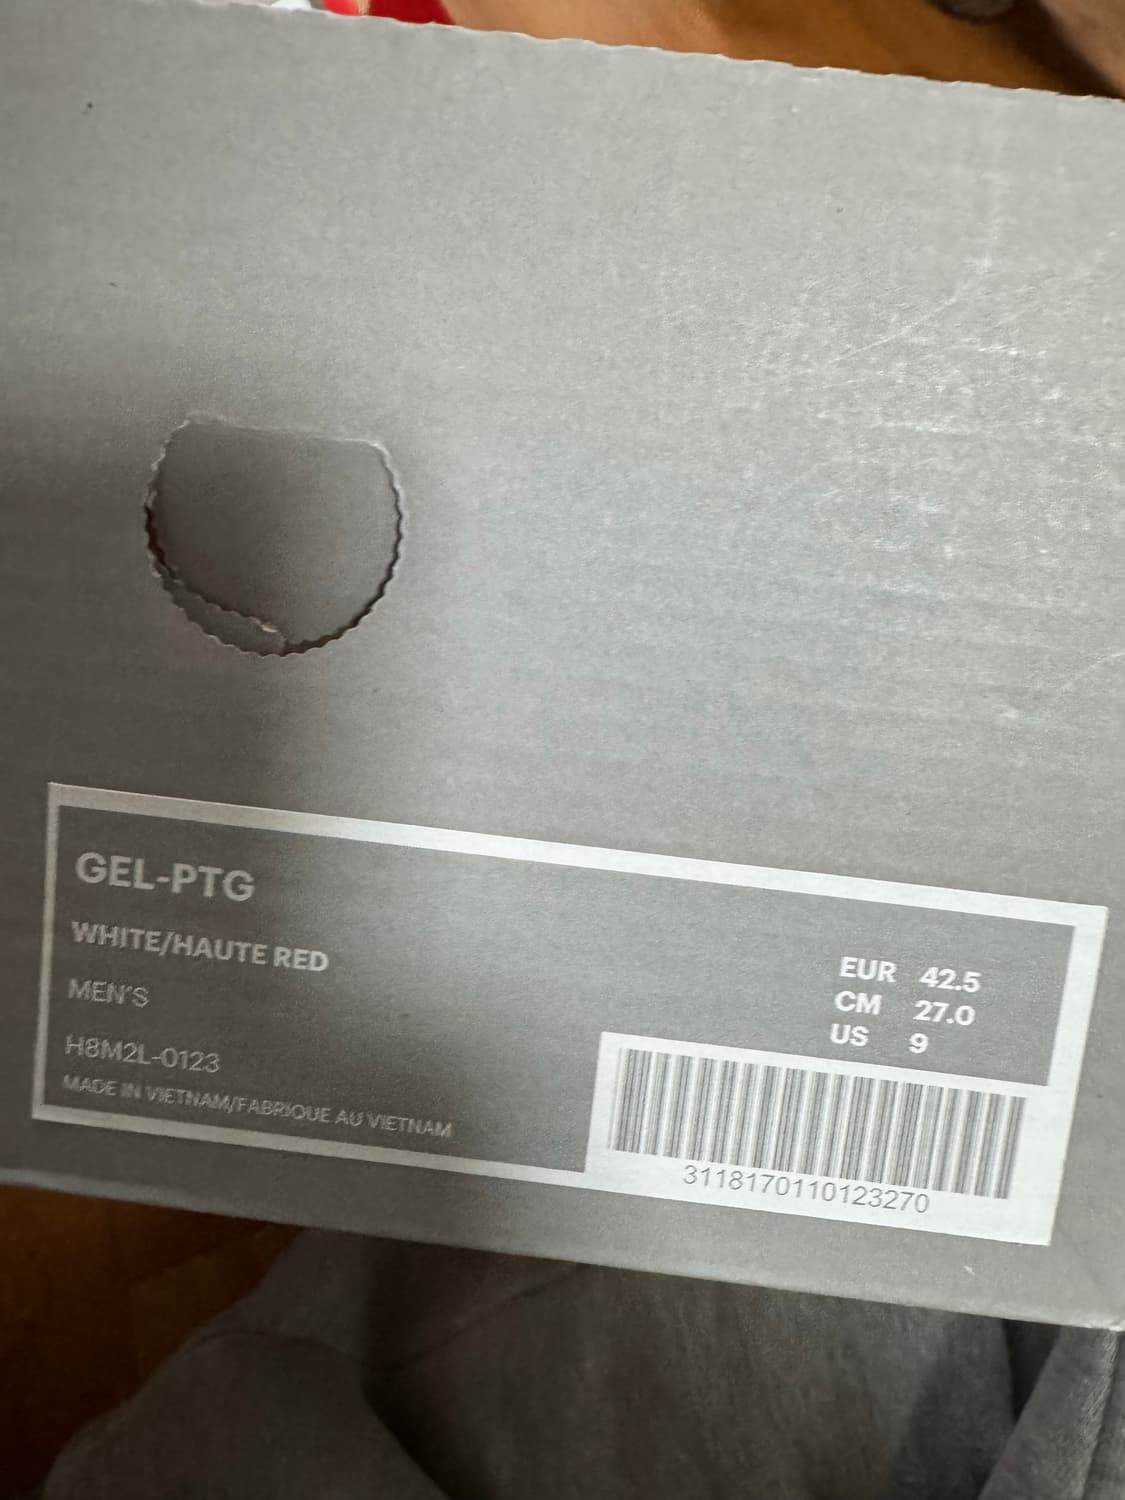 GEL-PTG
WHITE/HAUTE RED
MEN'S
H8M2L-0123
MADE IN VIETNAM/FABRIQUE AU VIETNAM
EUR 42.5
CM 27.0
US 9
3118170110123270